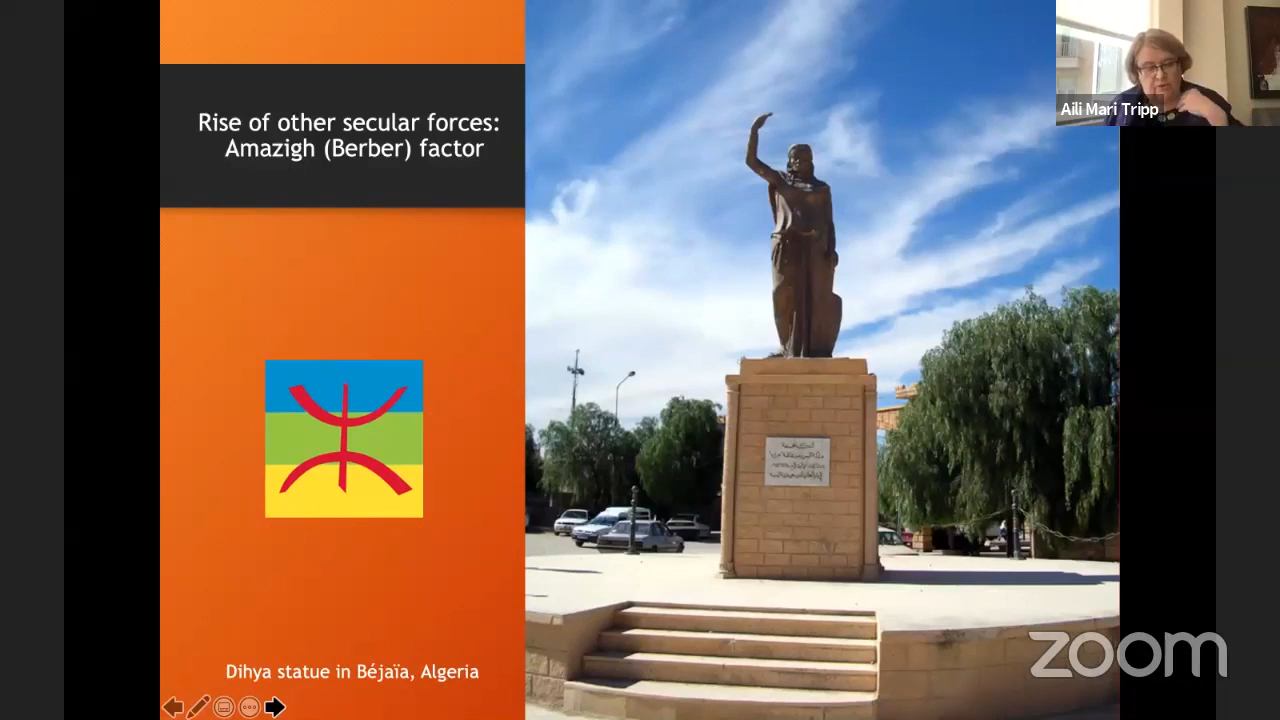 Rise of other secular forces:
Amazigh (Berber) factor
Dihya statue in Béjaïa, Algeria
Aili Mari Tripp
zoom